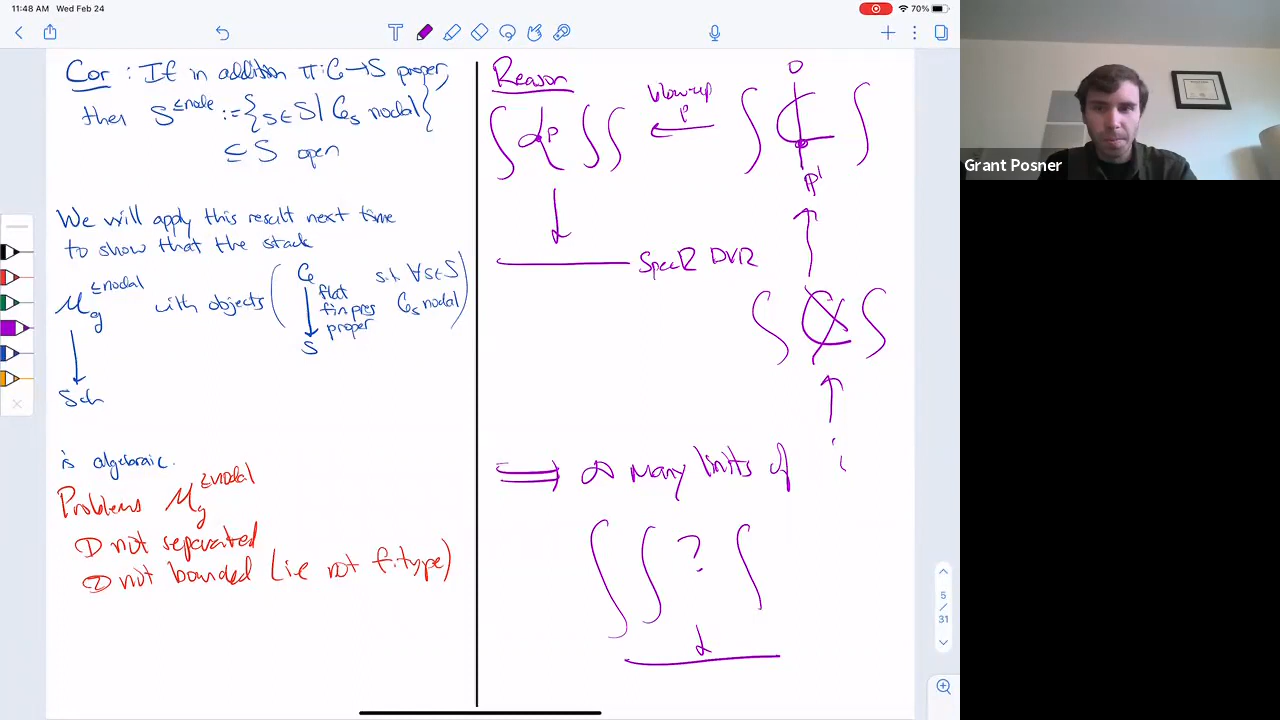 11:48 AM Wed Feb 24
70%
Cor : If in addition π: C → S proper,
then S^{≤node} := {s ∈ S | C_s nodal}
⊆ S open
We will apply this result next time
to show that the stack
M_g^{≤nodal} with objects ( C s.t. ∀s∈S
flat
fin pres C_s nodal )
proper
S
Sch
is algebraic.
Problems M_g^{≤nodal}
① not separated
② not bounded (ie not f. type)
Reason
P
blow-up
P
0
P^1
Spec R DVR
⟹ ∞ many limits of
?
Grant Posner
5
/
31